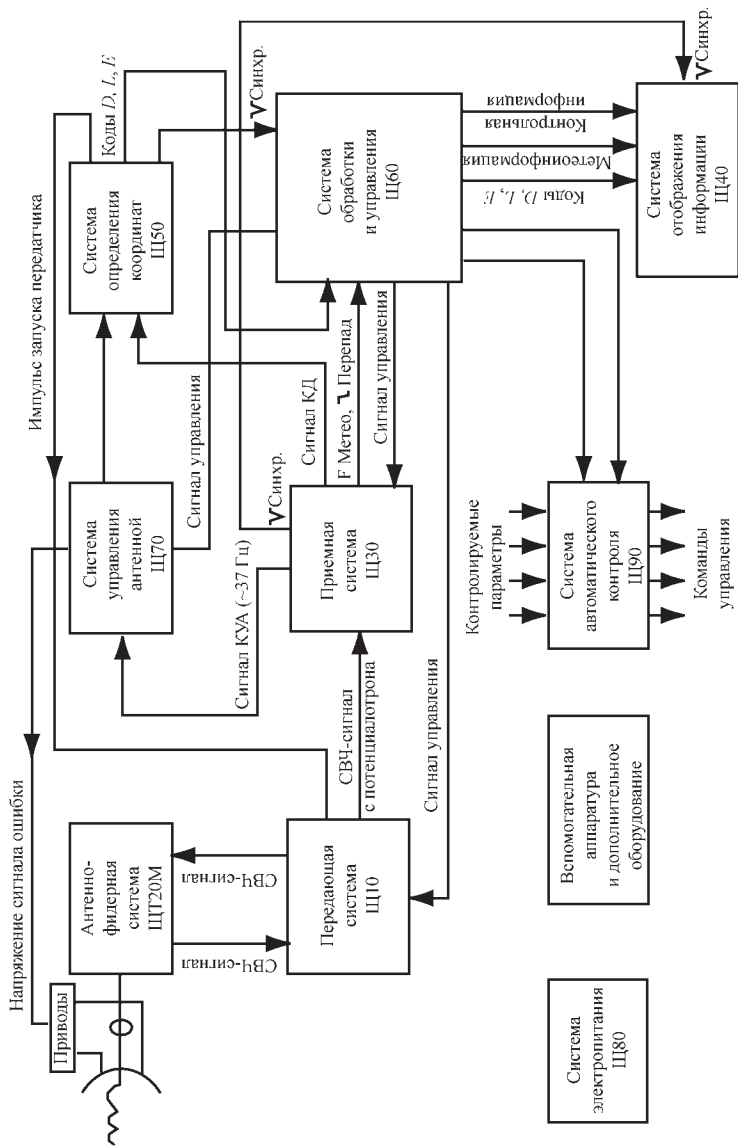 Напряжение сигнала ошибки
Импульс запуска передатчика
Приводы
Антенно-
фидерная
система
ЩТ20М
Система
управления
антенной
Щ70
Система
определения
координат
Щ50
Коды D, L, E
СВЧ-сигнал
СВЧ-сигнал
Сигнал КУА (~37 Гц)
Сигнал управления
Синхр.
Сигнал КД
F Метео,
Перепад
Сигнал управления
Синхр.
Передающая
система
Щ10
СВЧ-сигнал
с потенциалотрона
Приемная
система
Щ30
Система
обработки
и управления
Щ60
Сигнал управления
Коды D, L, E
Метеоинформация
Контрольная
информация
Синхр.
Контролируемые
параметры
Система
электропитания
Щ80
Вспомогательная
аппаратура
и дополнительное
оборудование
Система
автоматического
контроля
Щ90
Команды
управления
Система
отображения
информации
Щ40